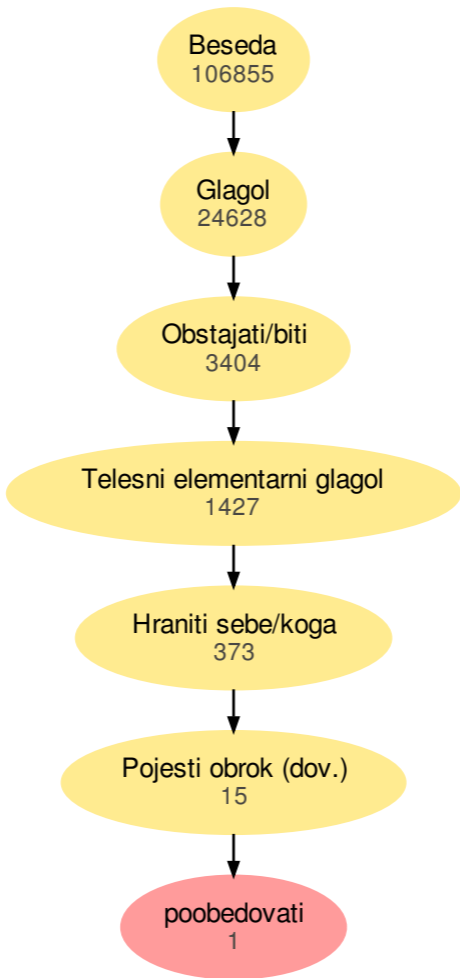 Beseda
106855
Glagol
24628
Obstajati/biti
3404
Telesni elementarni glagol
1427
Hraniti sebe/koga
373
Pojesti obrok (dov.)
15
poobedovati
1